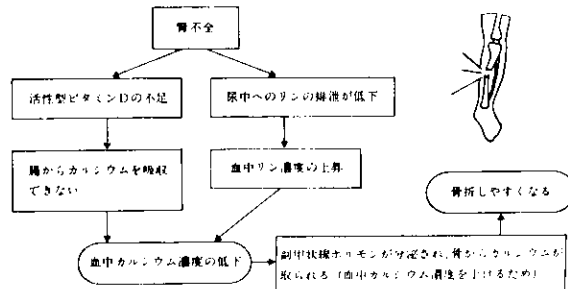 腎不全
活性型ビタミンDの不足
尿中へのリンの排泄が低下
腸からカルシウムを吸収
できない
血中リン濃度の上昇
骨折しやすくなる
血中カルシウム濃度の低下
副甲状腺ホルモンが分泌され、骨からカルシウムが
取られる（血中カルシウム濃度を上げるため）